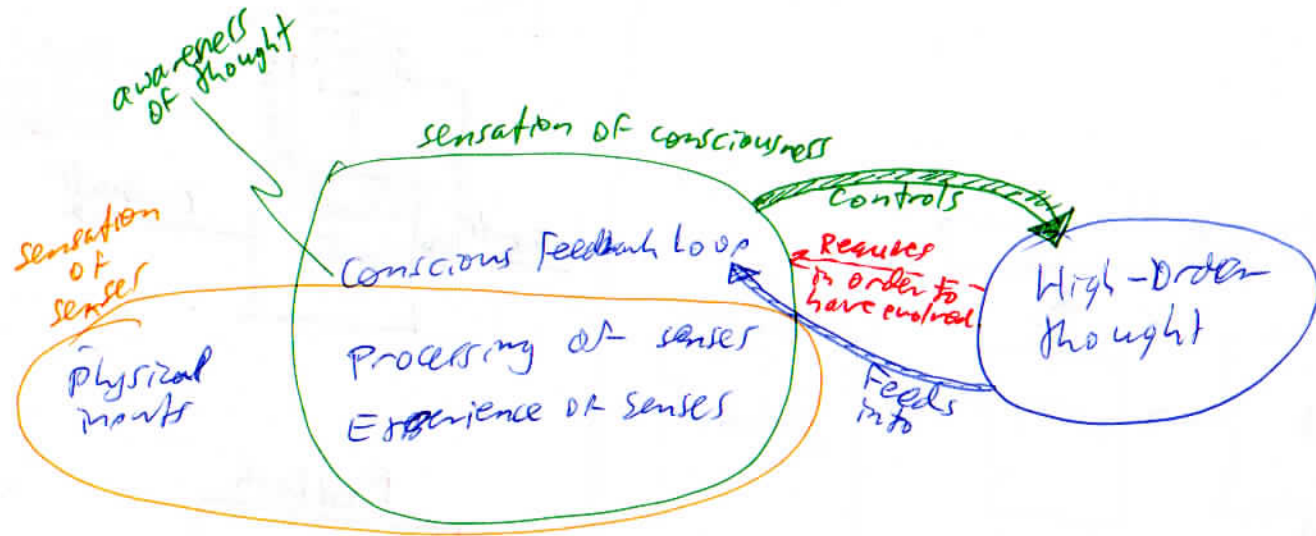 awareness
of thought
sensation of consciousness
controls
sensation
of
senses
Conscious Feedback Loop
Requires
in order to
have evolved
High-Order
thought
Physical
inputs
Processing of senses
Experience of senses
Feeds
into